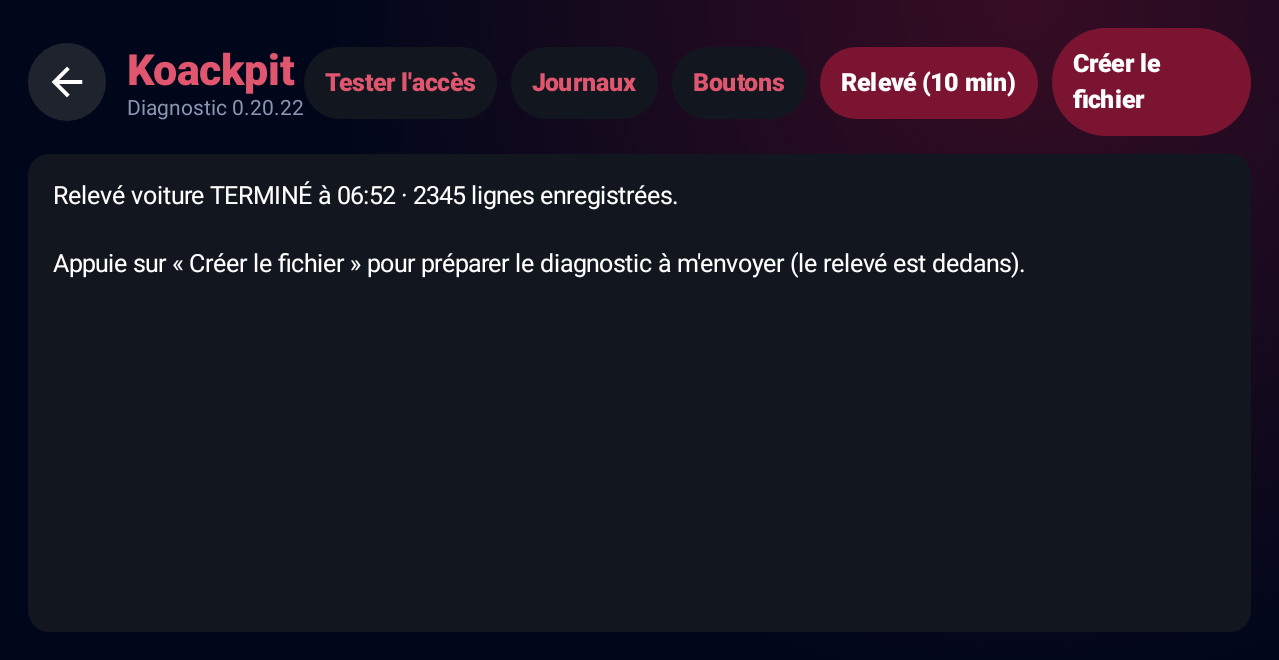 Koackpit
Diagnostic 0.20.22
Tester l'accès
Journaux
Boutons
Relevé (10 min)
Créer le
fichier
Relevé voiture TERMINÉ à 06:52 · 2345 lignes enregistrées.
Appuie sur « Créer le fichier » pour préparer le diagnostic à m'envoyer (le relevé est dedans).